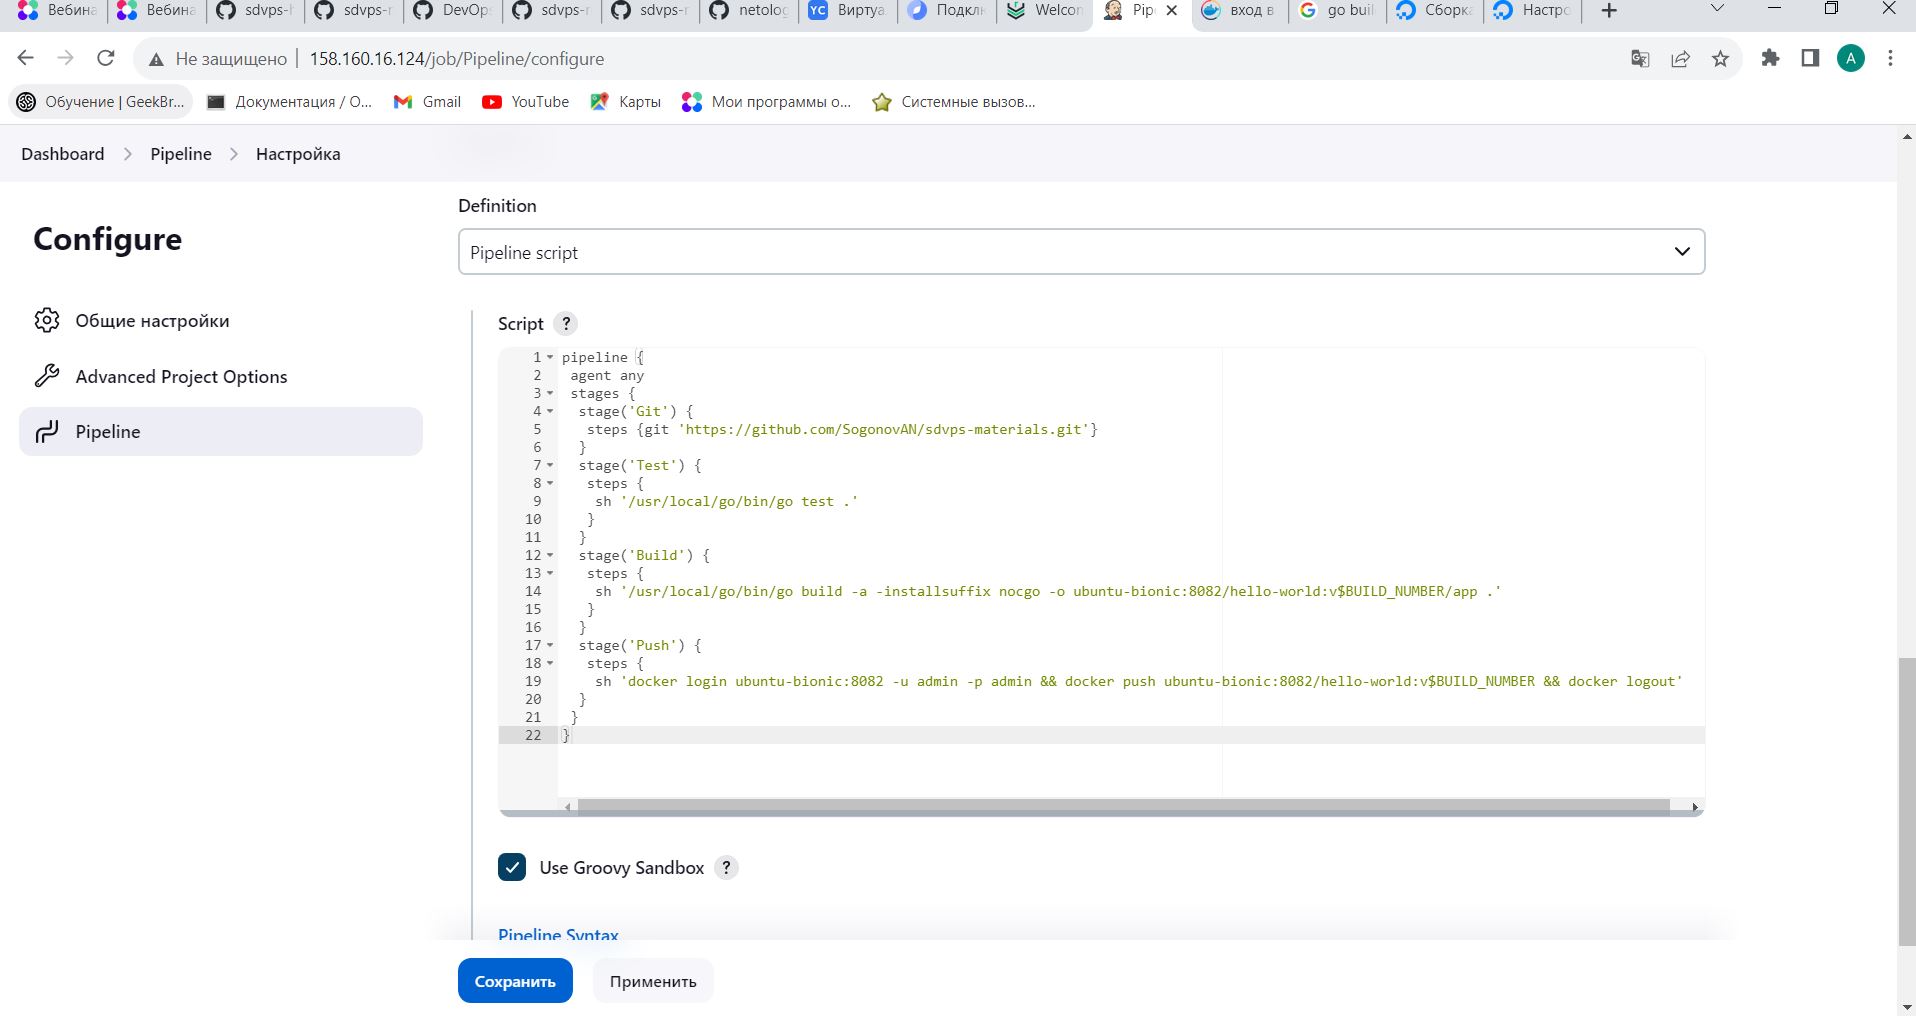 Вебина Вебина sdvps-h sdvps-m DevOps sdvps-m sdvps-m netolog YC Виртуа Подклю Welcom Pip вход в go buil Сборка Настро
Не защищено 158.160.16.124/job/Pipeline/configure A
Обучение | GeekBr... Документация / О... Gmail YouTube Карты Мои программы о... Системные вызов...
Dashboard Pipeline Настройка
Configure
Общие настройки
Advanced Project Options
Pipeline
Definition
Pipeline script
Script ?
1 pipeline {
2 agent any
3 stages {
4 stage('Git') {
5 steps {git 'https://github.com/SogonovAN/sdvps-materials.git'}
6 }
7 stage('Test') {
8 steps {
9 sh '/usr/local/go/bin/go test .'
10 }
11 }
12 stage('Build') {
13 steps {
14 sh '/usr/local/go/bin/go build -a -installsuffix nocgo -o ubuntu-bionic:8082/hello-world:v$BUILD_NUMBER/app .'
15 }
16 }
17 stage('Push') {
18 steps {
19 sh 'docker login ubuntu-bionic:8082 -u admin -p admin && docker push ubuntu-bionic:8082/hello-world:v$BUILD_NUMBER && docker logout'
20 }
21 }
22 }
Use Groovy Sandbox ?
Pipeline Syntax
Сохранить Применить